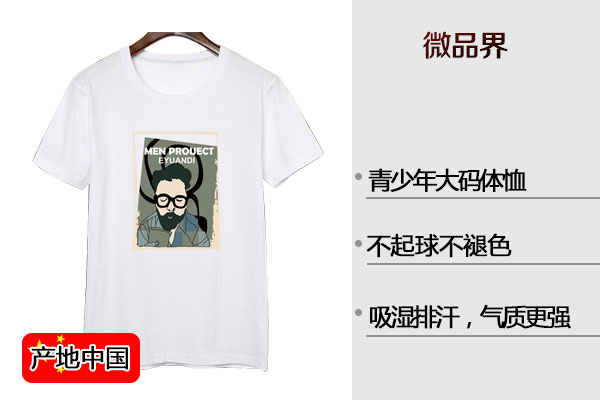 微品界
MEN PROUECT
EYUANDI
青少年大码体恤
不起球不褪色
吸湿排汗，气质更强
产地中国